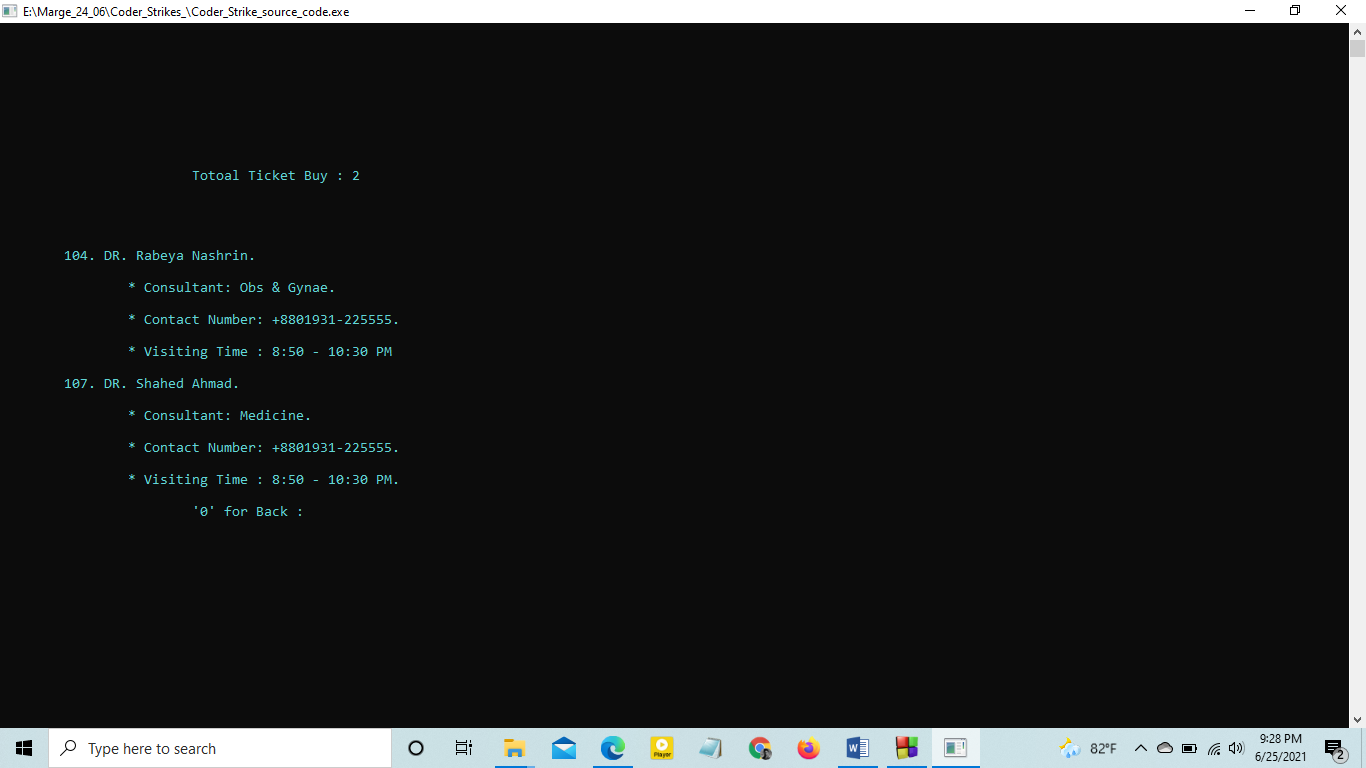 E:\Marge_24_06\Coder_Strikes_\Coder_Strike_source_code.exe
Totoal Ticket Buy : 2
104. DR. Rabeya Nashrin.
* Consultant: Obs & Gynae.
* Contact Number: +8801931-225555.
* Visiting Time : 8:50 - 10:30 PM
107. DR. Shahed Ahmad.
* Consultant: Medicine.
* Contact Number: +8801931-225555.
* Visiting Time : 8:50 - 10:30 PM.
'0' for Back :
Type here to search
Player
82°F
9:28 PM
6/25/2021
2